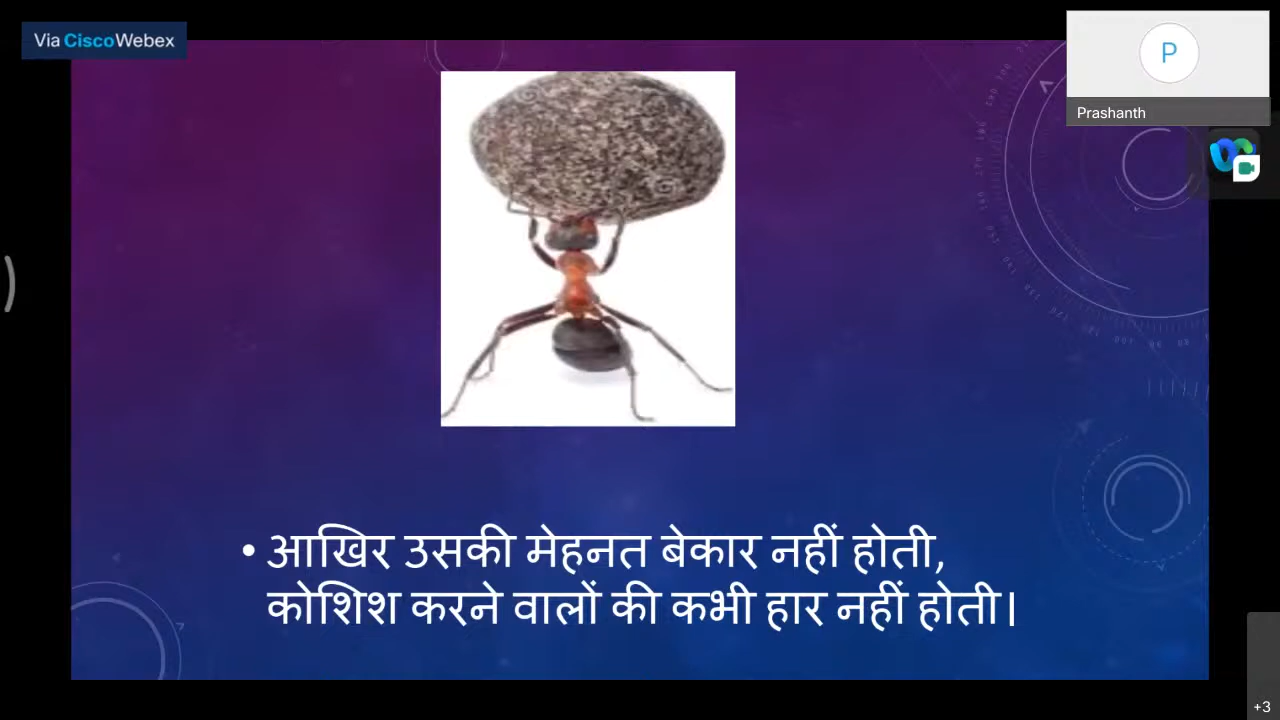 Via CiscoWebex
P
Prashanth
• आखिर उसकी मेहनत बेकार नहीं होती,
कोशिश करने वालों की कभी हार नहीं होती।
+3